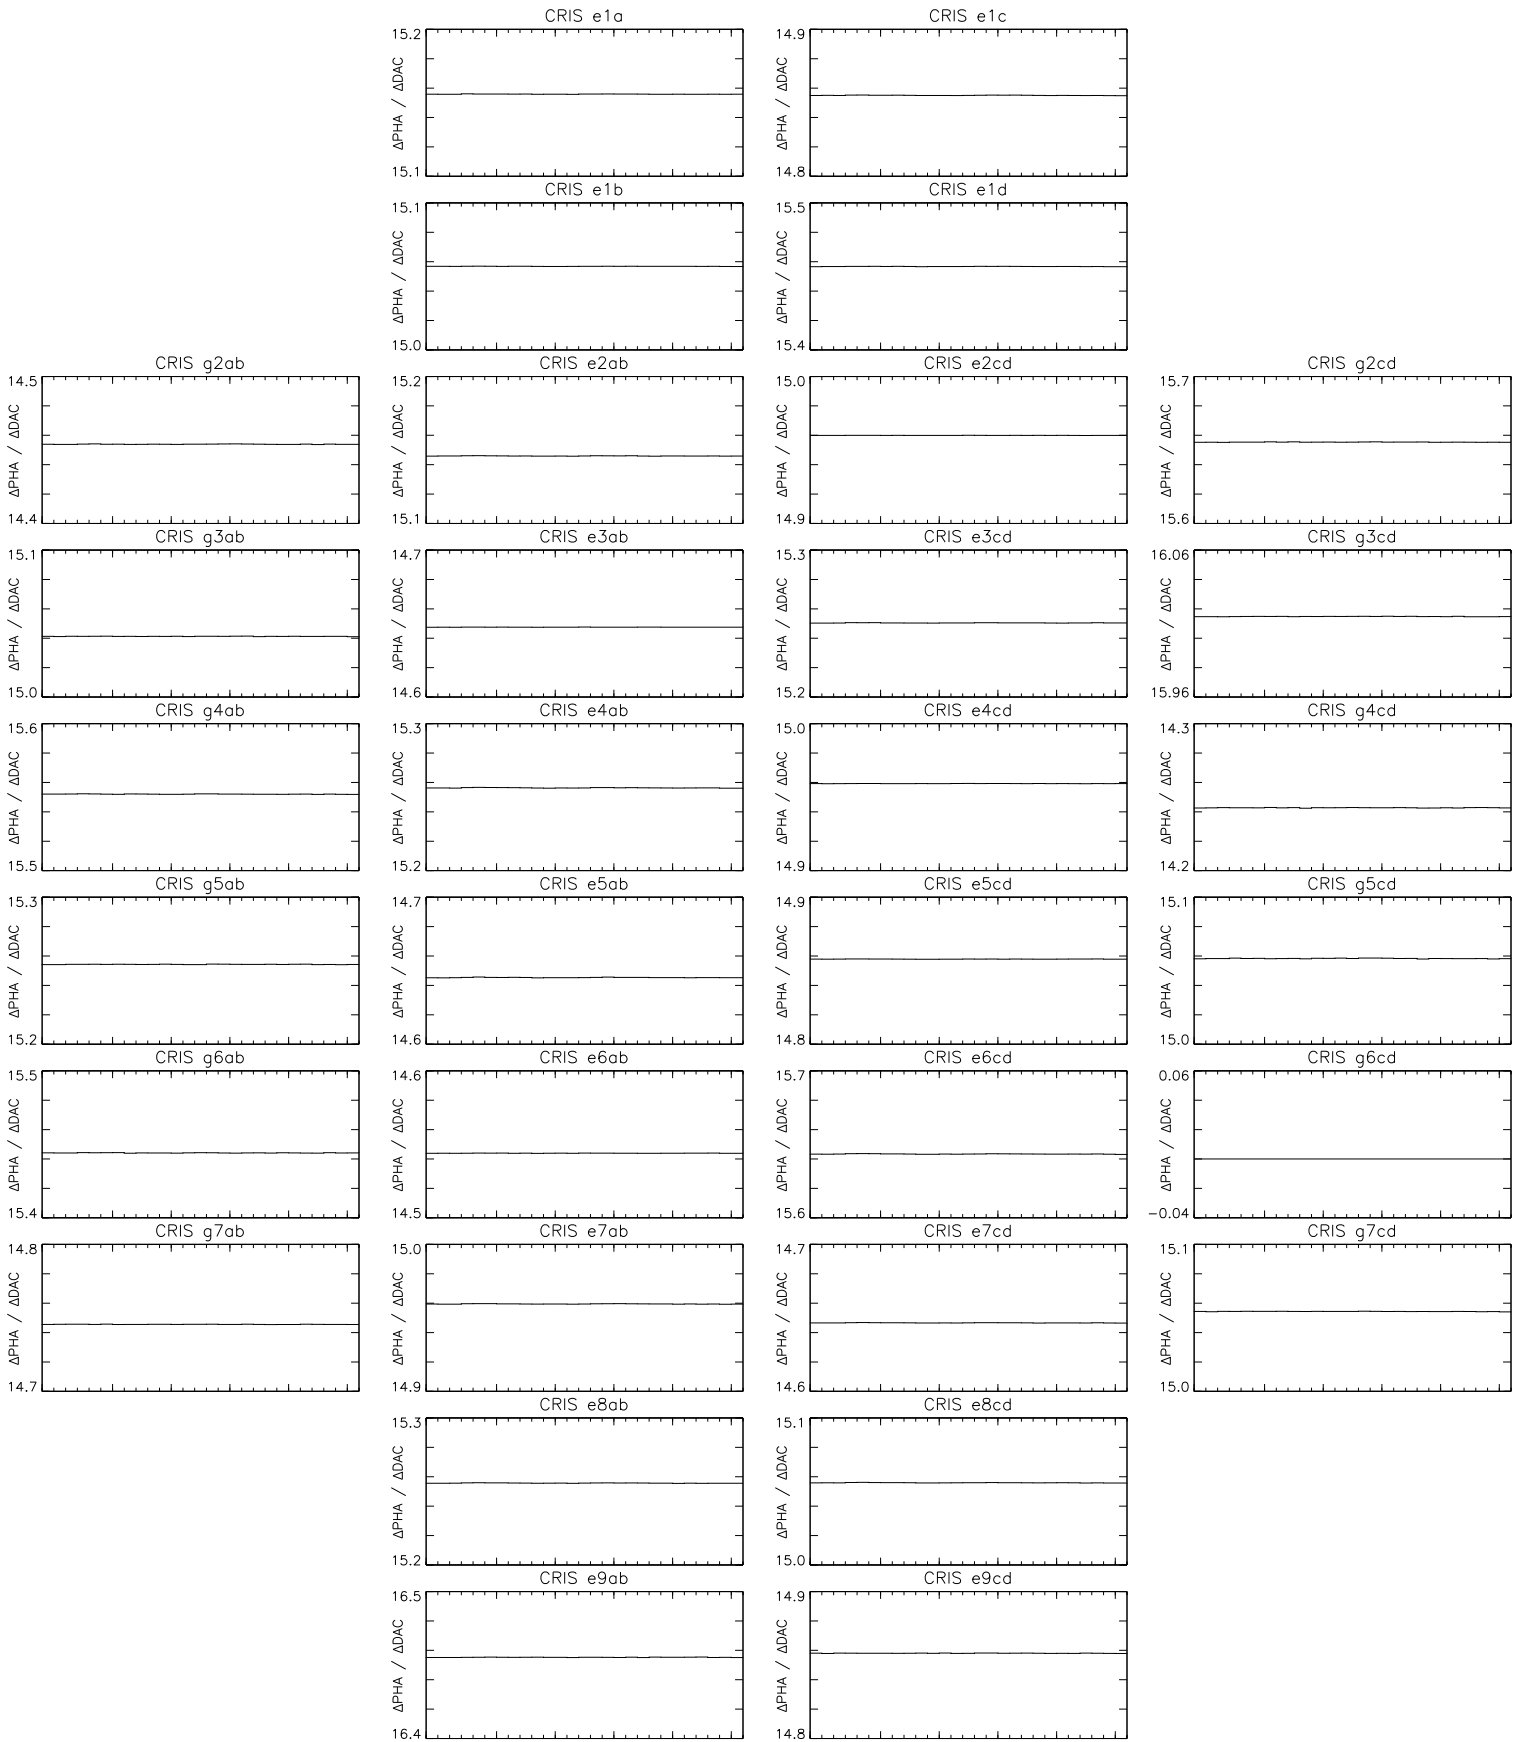 CRIS e1a
15.2
ΔPHA / ΔDAC
15.1
CRIS e1c
14.9
ΔPHA / ΔDAC
14.8
CRIS e1b
15.1
ΔPHA / ΔDAC
15.0
CRIS e1d
15.5
ΔPHA / ΔDAC
15.4
CRIS g2ab
14.5
ΔPHA / ΔDAC
14.4
CRIS e2ab
15.2
ΔPHA / ΔDAC
15.1
CRIS e2cd
15.0
ΔPHA / ΔDAC
14.9
CRIS g2cd
15.7
ΔPHA / ΔDAC
15.6
CRIS g3ab
15.1
ΔPHA / ΔDAC
15.0
CRIS e3ab
14.7
ΔPHA / ΔDAC
14.6
CRIS e3cd
15.3
ΔPHA / ΔDAC
15.2
CRIS g3cd
16.06
ΔPHA / ΔDAC
15.96
CRIS g4ab
15.6
ΔPHA / ΔDAC
15.5
CRIS e4ab
15.3
ΔPHA / ΔDAC
15.2
CRIS e4cd
15.0
ΔPHA / ΔDAC
14.9
CRIS g4cd
14.3
ΔPHA / ΔDAC
14.2
CRIS g5ab
15.3
ΔPHA / ΔDAC
15.2
CRIS e5ab
14.7
ΔPHA / ΔDAC
14.6
CRIS e5cd
14.9
ΔPHA / ΔDAC
14.8
CRIS g5cd
15.1
ΔPHA / ΔDAC
15.0
CRIS g6ab
15.5
ΔPHA / ΔDAC
15.4
CRIS e6ab
14.6
ΔPHA / ΔDAC
14.5
CRIS e6cd
15.7
ΔPHA / ΔDAC
15.6
CRIS g6cd
0.06
ΔPHA / ΔDAC
−0.04
CRIS g7ab
14.8
ΔPHA / ΔDAC
14.7
CRIS e7ab
15.0
ΔPHA / ΔDAC
14.9
CRIS e7cd
14.7
ΔPHA / ΔDAC
14.6
CRIS g7cd
15.1
ΔPHA / ΔDAC
15.0
CRIS e8ab
15.3
ΔPHA / ΔDAC
15.2
CRIS e8cd
15.1
ΔPHA / ΔDAC
15.0
CRIS e9ab
16.5
ΔPHA / ΔDAC
16.4
CRIS e9cd
14.9
ΔPHA / ΔDAC
14.8